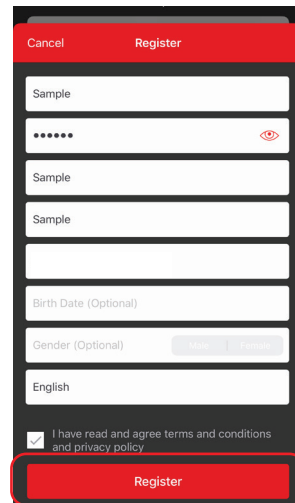 Cancel Register
Sample
••••••
Sample
Sample
Birth Date (Optional)
Gender (Optional) Male Female
English
I have read and agree terms and conditions
and privacy policy
Register